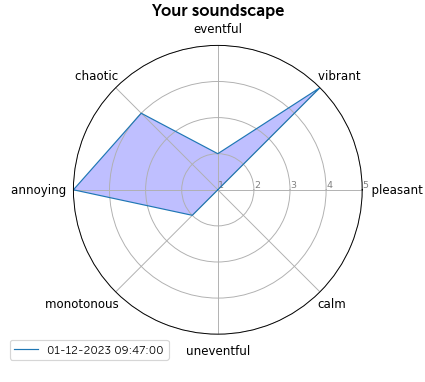 Your soundscape
eventful
chaotic
vibrant
annoying
1 2 3 4 5
pleasant
monotonous
calm
01-12-2023 09:47:00
uneventful